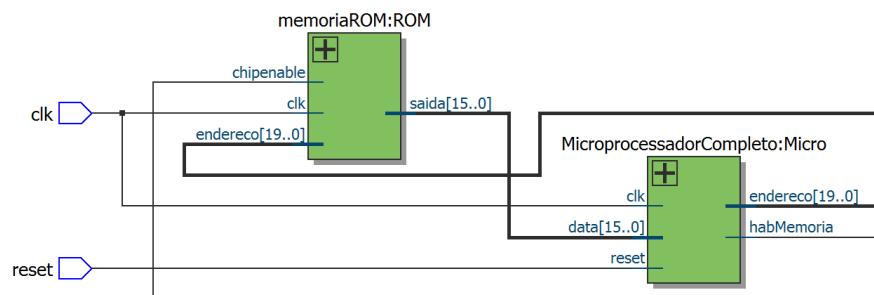 memoriaROM:ROM
chipenable
clk
saida[15..0]
clk
endereco[19..0]
MicroprocessadorCompleto:Micro
clk
endereco[19..0]
data[15..0]
habMemoria
reset
reset